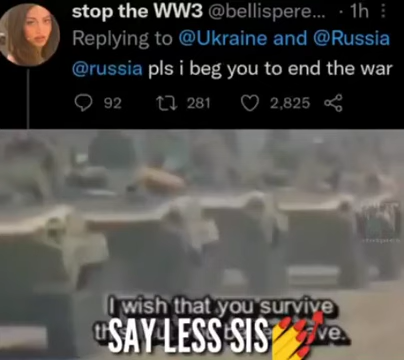 stop the WW3 @bellispere... · 1h
Replying to @Ukraine and @Russia
@russia pls i beg you to end the war
92 281 2,825
I wish that you survive
SAY LESS SIS